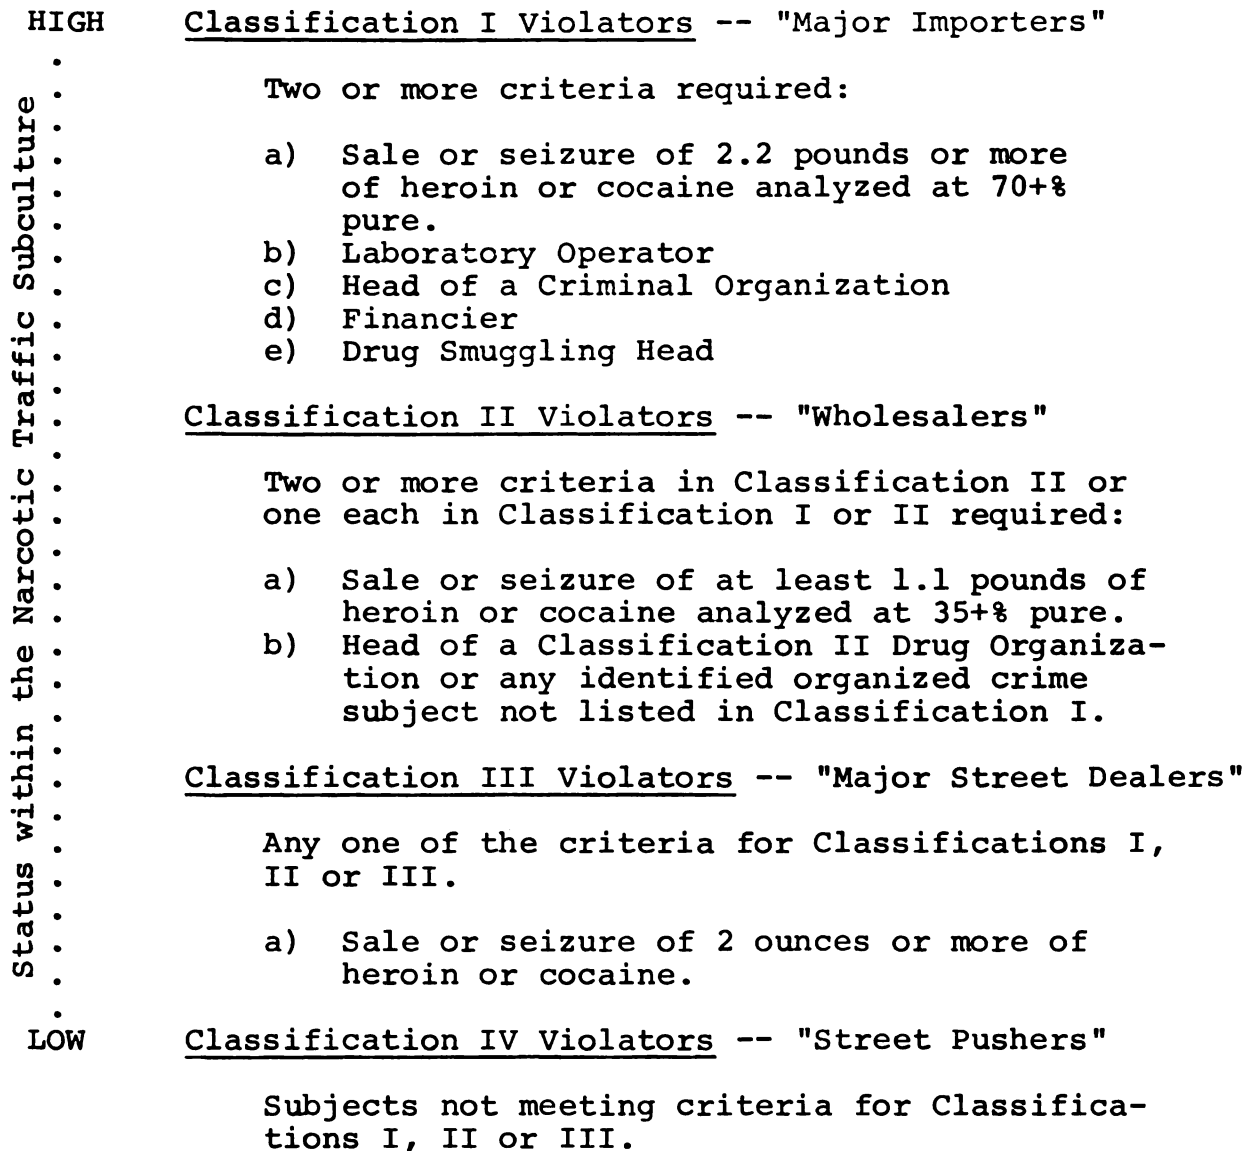 HIGH Classification I Violators -- "Major Importers"
Two or more criteria required:
a) Sale or seizure of 2.2 pounds or more
of heroin or cocaine analyzed at 70+%
pure.
b) Laboratory Operator
c) Head of a Criminal Organization
d) Financier
e) Drug Smuggling Head
Classification II Violators -- "Wholesalers"
Two or more criteria in Classification II or
one each in Classification I or II required:
a) Sale or seizure of at least 1.1 pounds of
heroin or cocaine analyzed at 35+% pure.
b) Head of a Classification II Drug Organiza-
tion or any identified organized crime
subject not listed in Classification I.
Classification III Violators -- "Major Street Dealers"
Any one of the criteria for Classifications I,
II or III.
a) Sale or seizure of 2 ounces or more of
heroin or cocaine.
LOW Classification IV Violators -- "Street Pushers"
Subjects not meeting criteria for Classifica-
tions I, II or III.
Status within the Narcotic Traffic Subculture